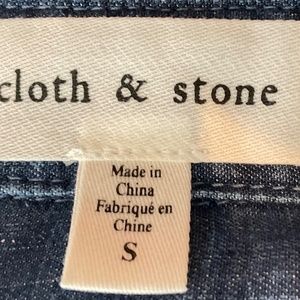 cloth & stone
Made in
China
Fabriqué en
Chine
S